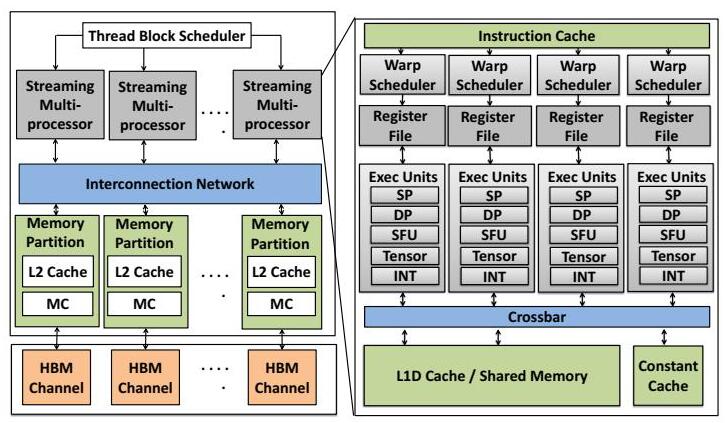 Thread Block Scheduler
Streaming
Multi-
processor
Streaming
Multi-
processor
. . . .
.
Streaming
Multi-
processor
Interconnection Network
Memory
Partition
L2 Cache
MC
Memory
Partition
L2 Cache
MC
. . . .
.
Memory
Partition
L2 Cache
MC
HBM
Channel
HBM
Channel
. . . .
.
HBM
Channel
Instruction Cache
Warp
Scheduler
Warp
Scheduler
Warp
Scheduler
Warp
Scheduler
Register
File
Register
File
Register
File
Register
File
Exec Units
SP
DP
SFU
Tensor
INT
Exec Units
SP
DP
SFU
Tensor
INT
Exec Units
SP
DP
SFU
Tensor
INT
Exec Units
SP
DP
SFU
Tensor
INT
Crossbar
L1D Cache / Shared Memory
Constant
Cache